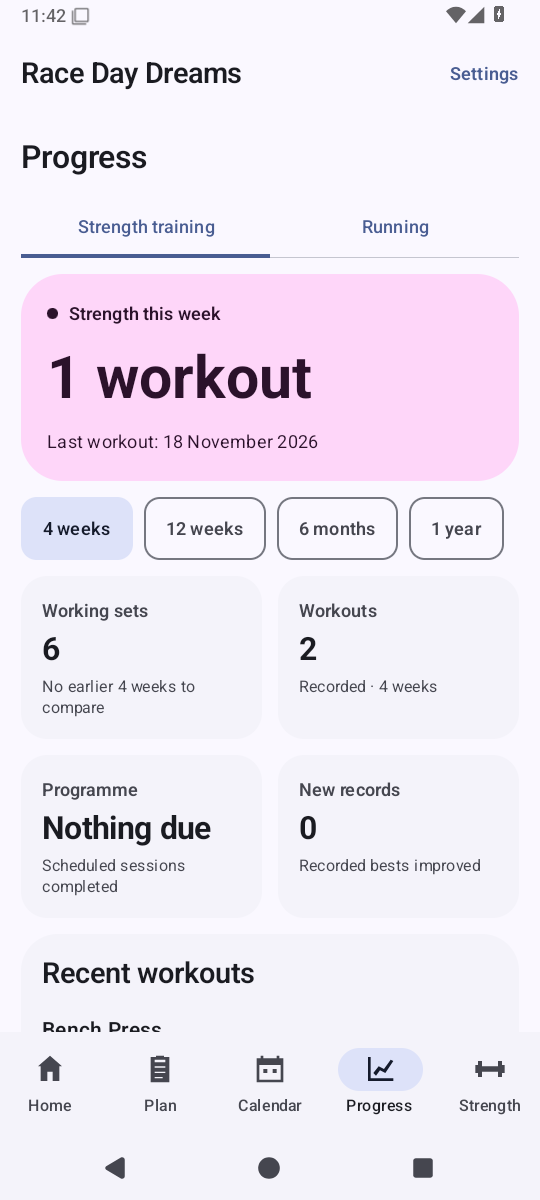 11:42
Race Day Dreams
Settings
Progress
Strength training
Running
Strength this week
1 workout
Last workout: 18 November 2026
4 weeks
12 weeks
6 months
1 year
Working sets
6
No earlier 4 weeks to
compare
Workouts
2
Recorded · 4 weeks
Programme
Nothing due
Scheduled sessions
completed
New records
0
Recorded bests improved
Recent workouts
Bench Press
Home
Plan
Calendar
Progress
Strength